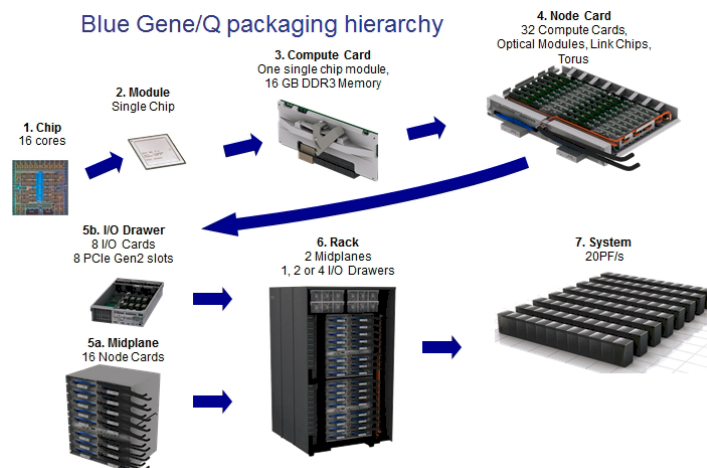 Blue Gene/Q packaging hierarchy
1. Chip
16 cores
2. Module
Single Chip
3. Compute Card
One single chip module,
16 GB DDR3 Memory
4. Node Card
32 Compute Cards,
Optical Modules, Link Chips,
Torus
5b. I/O Drawer
8 I/O Cards
8 PCIe Gen2 slots
6. Rack
2 Midplanes
1, 2 or 4 I/O Drawers
7. System
20PF/s
5a. Midplane
16 Node Cards